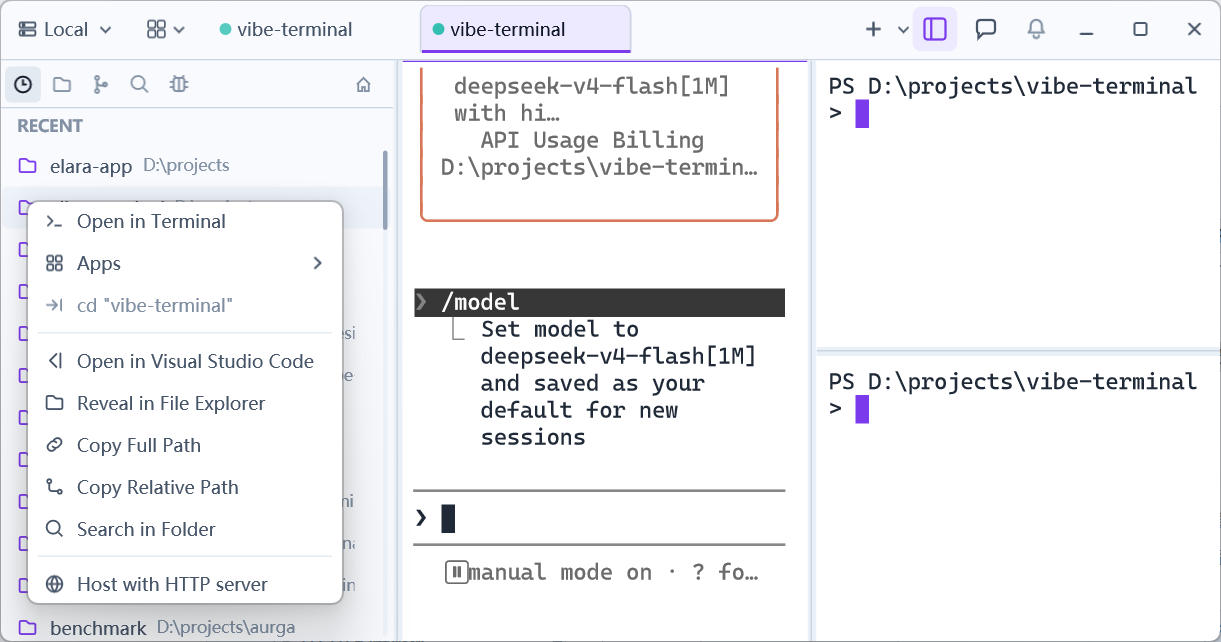 Local
vibe-terminal
vibe-terminal
RECENT
elara-app D:\projects
Open in Terminal
Apps
cd "vibe-terminal"
Open in Visual Studio Code
Reveal in File Explorer
Copy Full Path
Copy Relative Path
Search in Folder
Host with HTTP server
benchmark D:\projects\aurga
deepseek-v4-flash[1M]
with hi…
API Usage Billing
D:\projects\vibe-termin…
❯ /model
Set model to
deepseek-v4-flash[1M]
and saved as your
default for new
sessions
❯
manual mode on · ? fo…
PS D:\projects\vibe-terminal
>
PS D:\projects\vibe-terminal
>